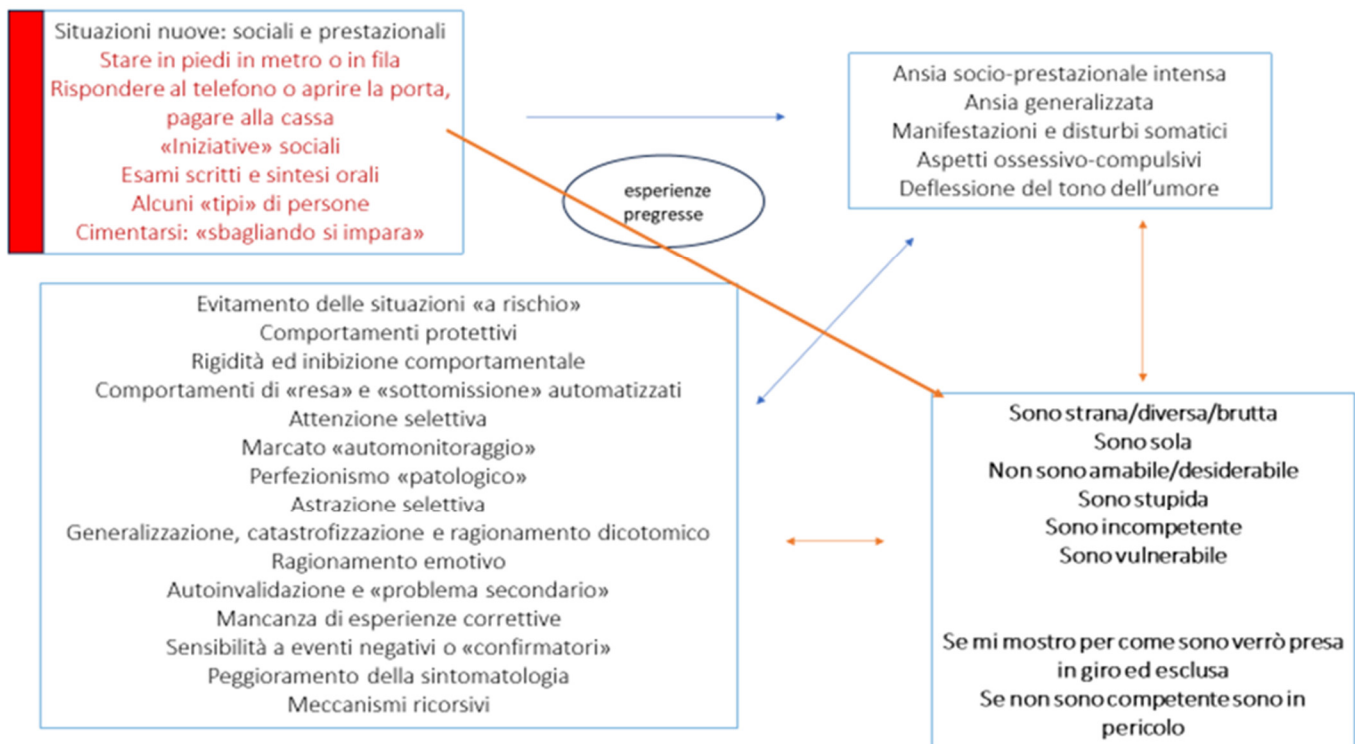 Situazioni nuove: sociali e prestazionali
Stare in piedi in metro o in fila
Rispondere al telefono o aprire la porta,
pagare alla cassa
«Iniziative» sociali
Esami scritti e sintesi orali
Alcuni «tipi» di persone
Cimentarsi: «sbagliando si impara»
esperienze
pregresse
Ansia socio-prestazionale intensa
Ansia generalizzata
Manifestazioni e disturbi somatici
Aspetti ossessivo-compulsivi
Deflessione del tono dell'umore
Evitamento delle situazioni «a rischio»
Comportamenti protettivi
Rigidità ed inibizione comportamentale
Comportamenti di «resa» e «sottomissione» automatizzati
Attenzione selettiva
Marcato «automonitoraggio»
Perfezionismo «patologico»
Astrazione selettiva
Generalizzazione, catastrofizzazione e ragionamento dicotomico
Ragionamento emotivo
Autoinvalidazione e «problema secondario»
Mancanza di esperienze correttive
Sensibilità a eventi negativi o «confirmatori»
Peggioramento della sintomatologia
Meccanismi ricorsivi
Sono strana/diversa/brutta
Sono sola
Non sono amabile/desiderabile
Sono stupida
Sono incompetente
Sono vulnerabile
Se mi mostro per come sono verrò presa
in giro ed esclusa
Se non sono competente sono in
pericolo